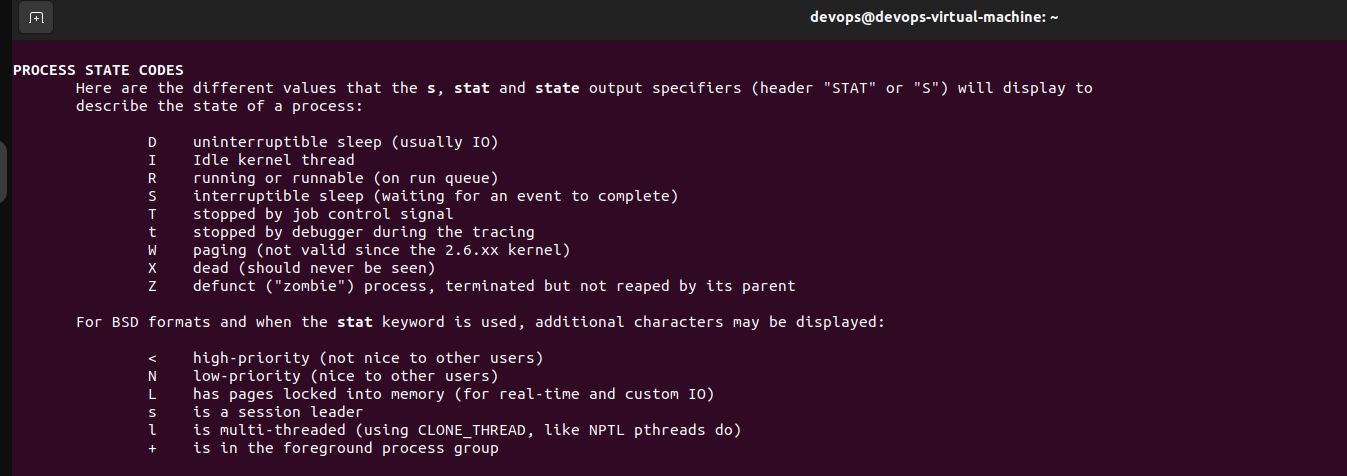 devops@devops-virtual-machine: ~
PROCESS STATE CODES
Here are the different values that the s, stat and state output specifiers (header "STAT" or "S") will display to
describe the state of a process:
D    uninterruptible sleep (usually IO)
I    Idle kernel thread
R    running or runnable (on run queue)
S    interruptible sleep (waiting for an event to complete)
T    stopped by job control signal
t    stopped by debugger during the tracing
W    paging (not valid since the 2.6.xx kernel)
X    dead (should never be seen)
Z    defunct ("zombie") process, terminated but not reaped by its parent
For BSD formats and when the stat keyword is used, additional characters may be displayed:
<    high-priority (not nice to other users)
N    low-priority (nice to other users)
L    has pages locked into memory (for real-time and custom IO)
s    is a session leader
l    is multi-threaded (using CLONE_THREAD, like NPTL pthreads do)
+    is in the foreground process group